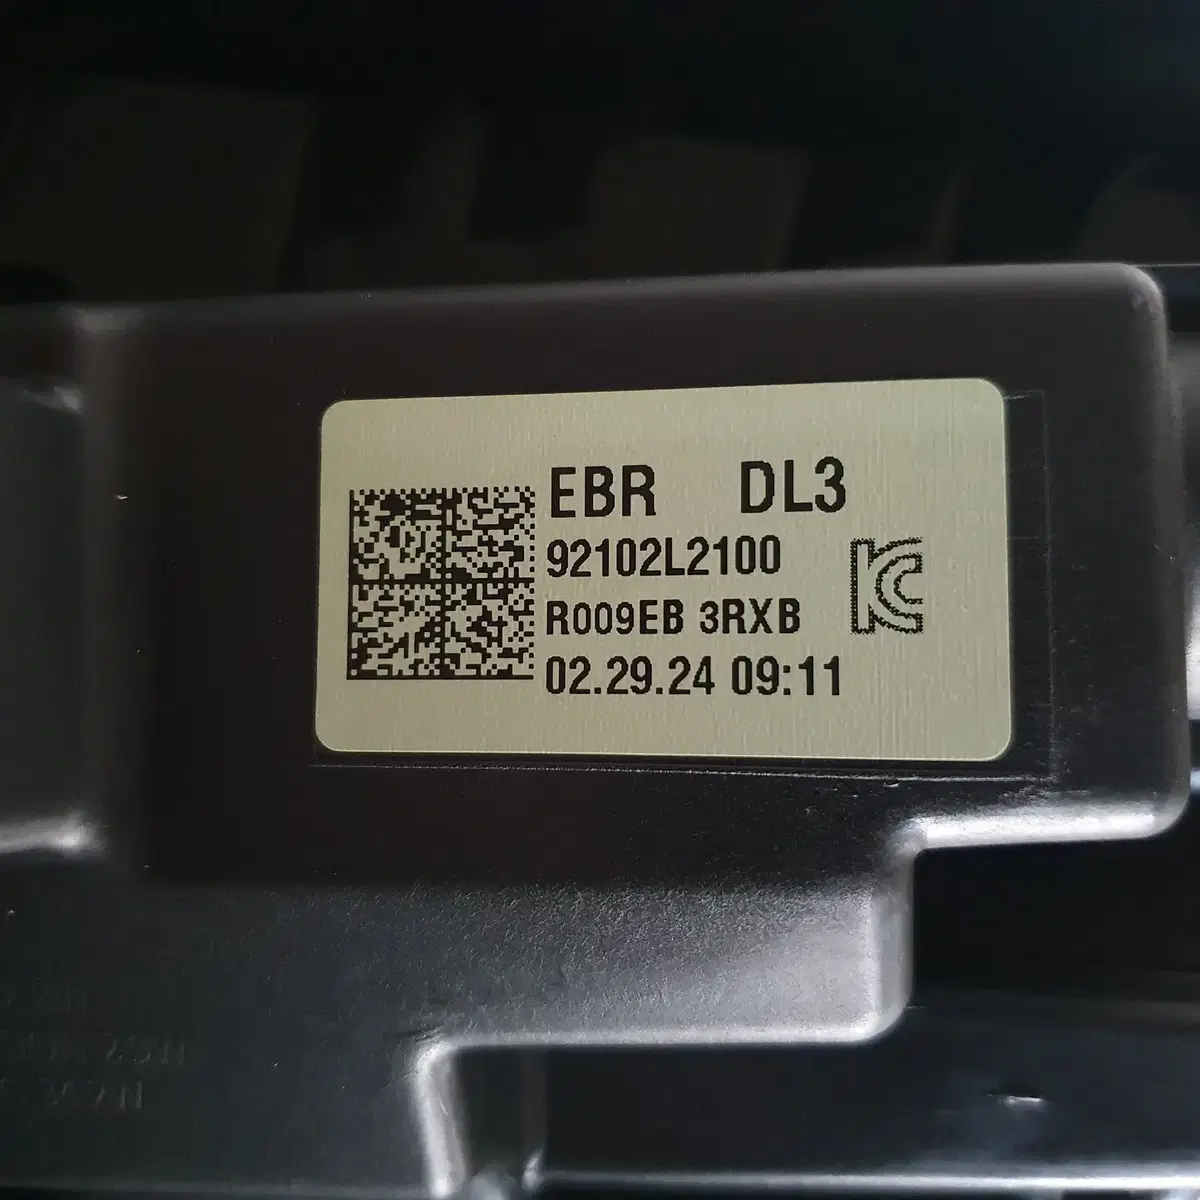 EBR DL3
92102L2100
R009EB 3RXB
02.29.24 09:11